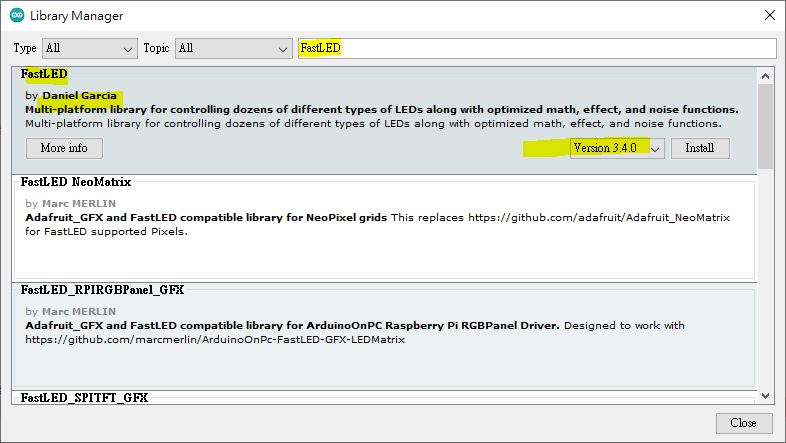 Library Manager
Type All Topic All FastLED
FastLED
by Daniel Garcia
Multi-platform library for controlling dozens of different types of LEDs along with optimized math, effect, and noise functions.
Multi-platform library for controlling dozens of different types of LEDs along with optimized math, effect, and noise functions.
More info Version 3.4.0 Install
FastLED NeoMatrix
by Marc MERLIN
Adafruit_GFX and FastLED compatible library for NeoPixel grids This replaces https://github.com/adafruit/Adafruit_NeoMatrix
for FastLED supported Pixels.
FastLED_RPIRGBPanel_GFX
by Marc MERLIN
Adafruit_GFX and FastLED compatible library for ArduinoOnPC Raspberry Pi RGBPanel Driver. Designed to work with
https://github.com/marcmerlin/ArduinoOnPc-FastLED-GFX-LEDMatrix
FastLED_SPITFT_GFX
Close